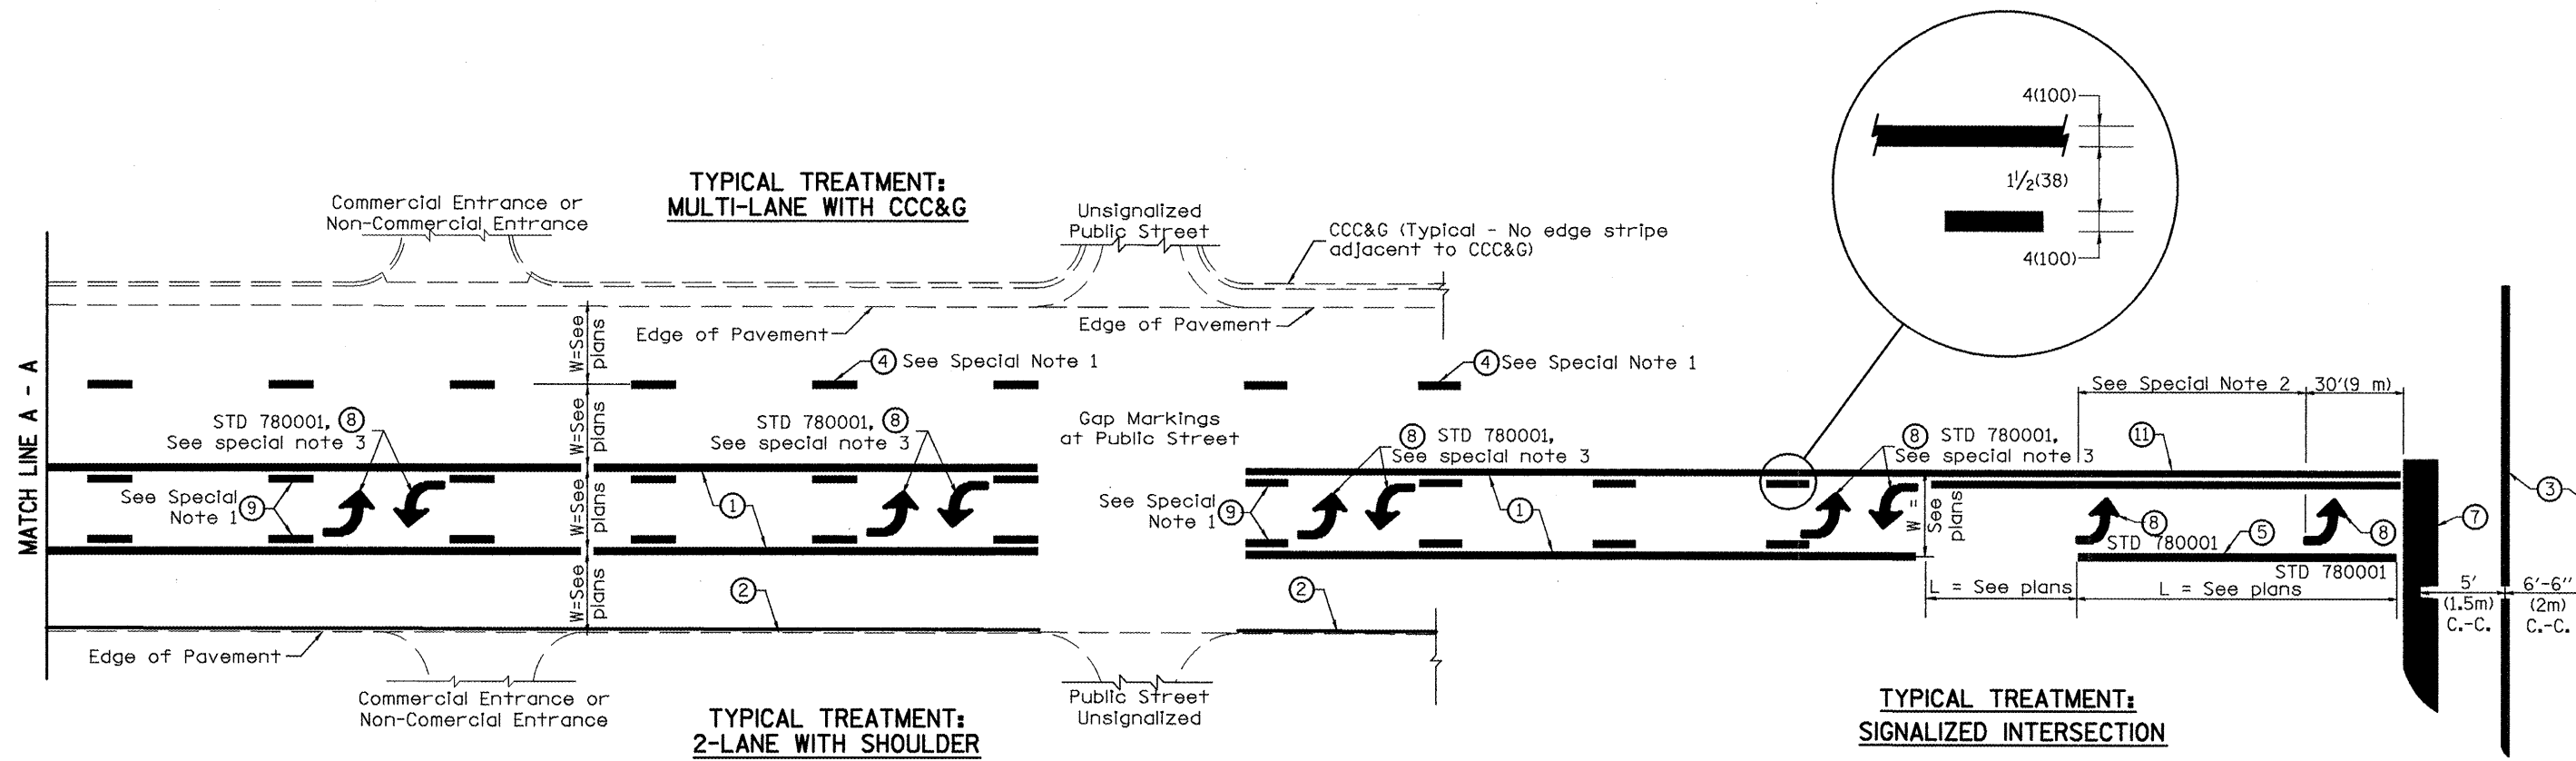 TYPICAL TREATMENT:
MULTI-LANE WITH CCC&G
Commercial Entrance or
Non-Commercial Entrance
Unsignalized
Public Street
CCC&G (Typical - No edge stripe
adjacent to CCC&G)
4(100)
1 1/2(38)
4(100)
Edge of Pavement
Edge of Pavement
W=See
plans
4 See Special Note 1
4 See Special Note 1
MATCH LINE A - A
STD 780001, 8
See special note 3
W=See
plans
STD 780001, 8
See special note 3
Gap Markings
at Public Street
8 STD 780001,
See special note 3
8 STD 780001,
See special note 3
See Special Note 2
30'(9 m)
11
See Special
Note 1 9
W=See
plans
1
See Special
Note 1 9
1
W =
See
plans
8
STD 780001
5
8
STD 780001
7
3
L = See plans
L = See plans
5'
(1.5m)
C.-C.
6'-6''
(2m)
C.-C.
W=See
plans
2
2
Edge of Pavement
Commercial Entrance or
Non-Comercial Entrance
Public Street
Unsignalized
TYPICAL TREATMENT:
2-LANE WITH SHOULDER
TYPICAL TREATMENT:
SIGNALIZED INTERSECTION